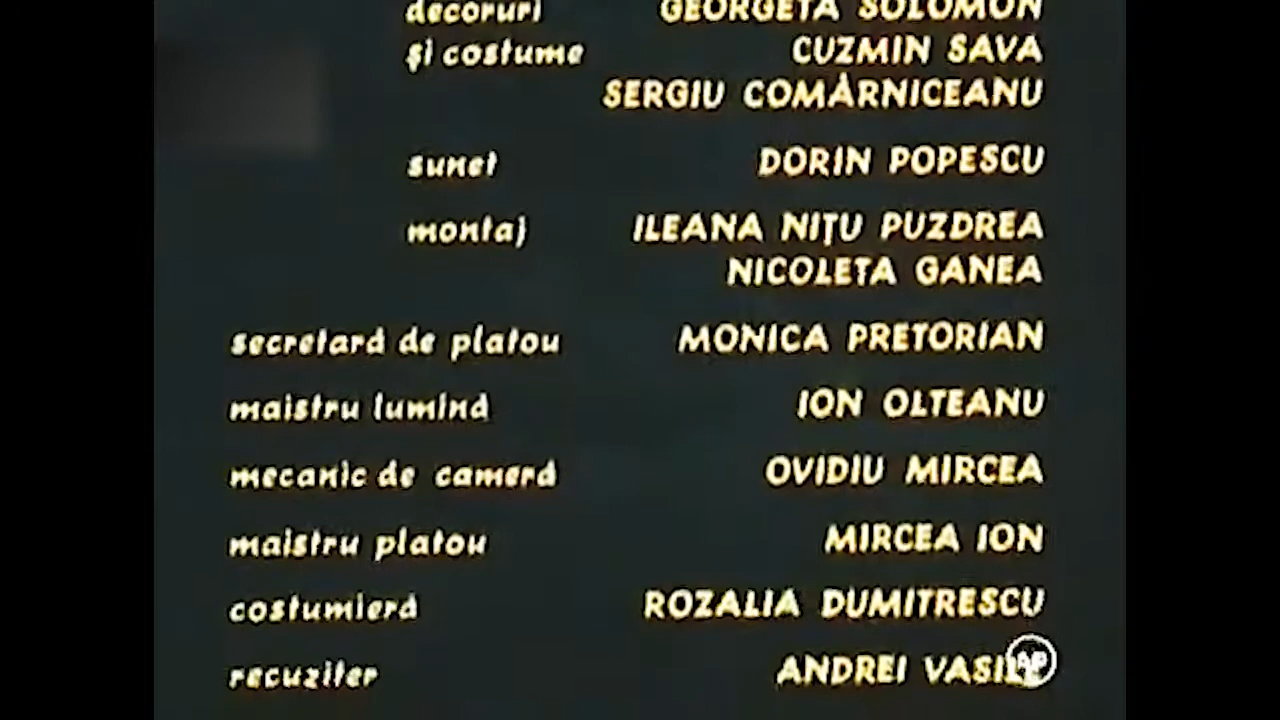 decoruri GEORGETA SOLOMON
și costume CUZMIN SAVA
SERGIU COMÂRNICEANU
sunet DORIN POPESCU
montaj ILEANA NIȚU PUZDREA
NICOLETA GANEA
secretară de platou MONICA PRETORIAN
maistru lumină ION OLTEANU
mecanic de cameră OVIDIU MIRCEA
maistru platou MIRCEA ION
costumieră ROZALIA DUMITRESCU
recuziter ANDREI VASILE
AP